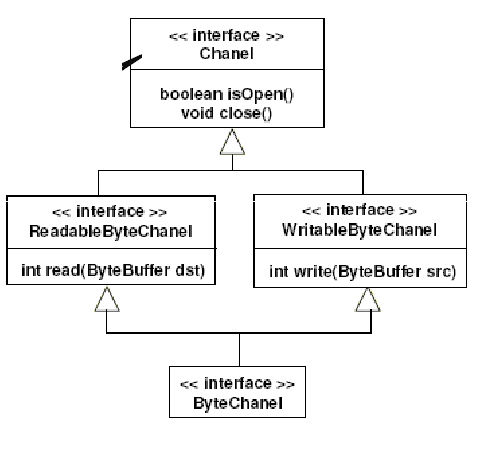 << interface >>
Chanel
boolean isOpen()
void close()
<< interface >>
ReadableByteChanel
int read(ByteBuffer dst)
<< interface >>
WritableByteChanel
int write(ByteBuffer src)
<< interface >>
ByteChanel